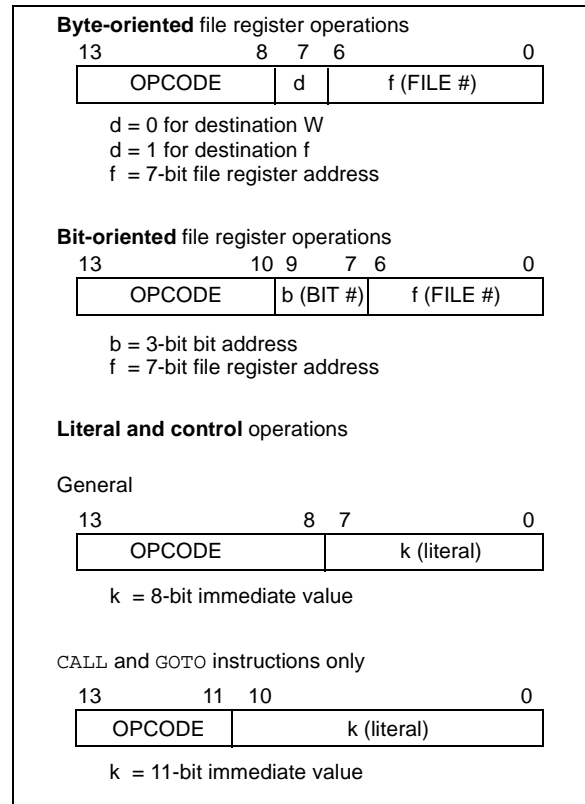 Byte-oriented file register operations
13 8 7 6 0
OPCODE d f (FILE #)
d = 0 for destination W
d = 1 for destination f
f = 7-bit file register address
Bit-oriented file register operations
13 10 9 7 6 0
OPCODE b (BIT #) f (FILE #)
b = 3-bit bit address
f = 7-bit file register address
Literal and control operations
General
13 8 7 0
OPCODE k (literal)
k = 8-bit immediate value
CALL and GOTO instructions only
13 11 10 0
OPCODE k (literal)
k = 11-bit immediate value